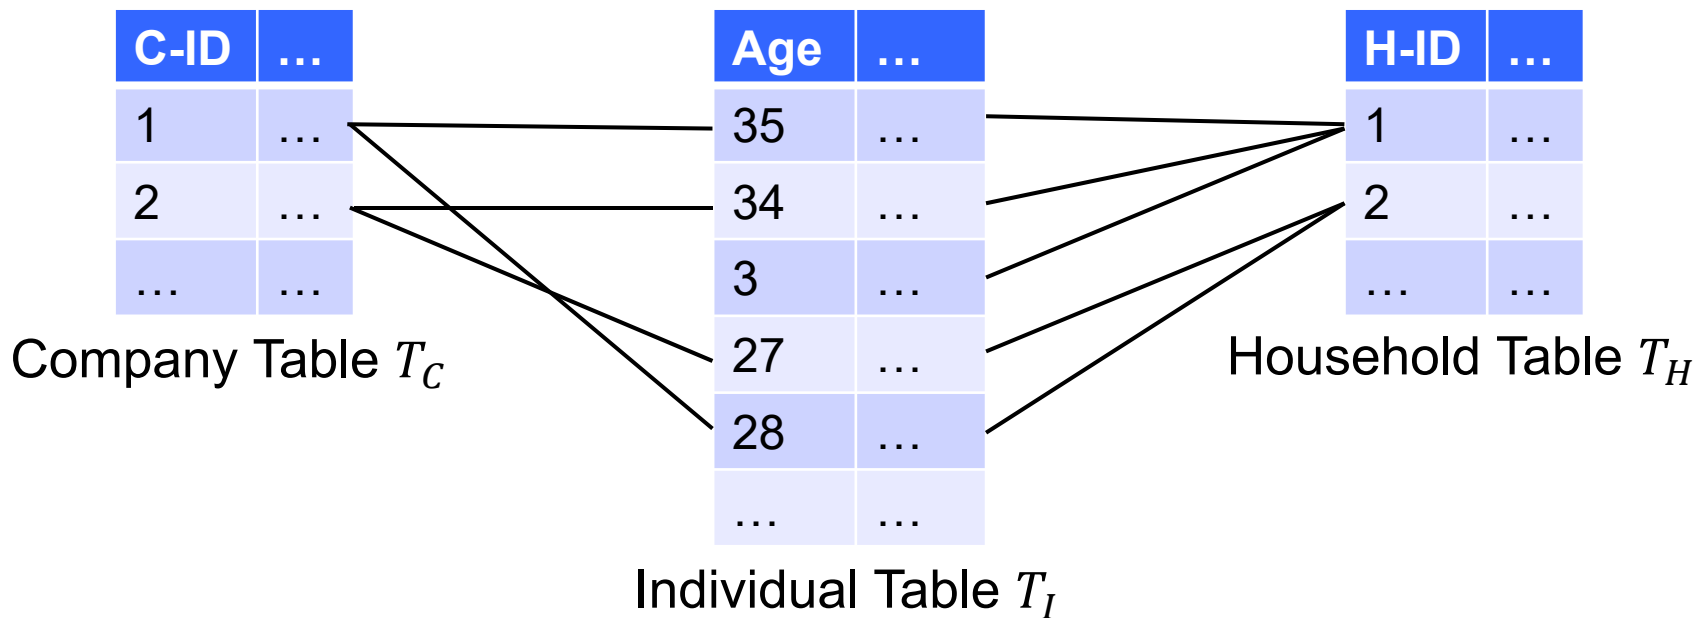 C-ID …
1 …
2 …
… …
Company Table T_C
Age …
35 …
34 …
3 …
27 …
28 …
… …
Individual Table T_I
H-ID …
1 …
2 …
… …
Household Table T_H